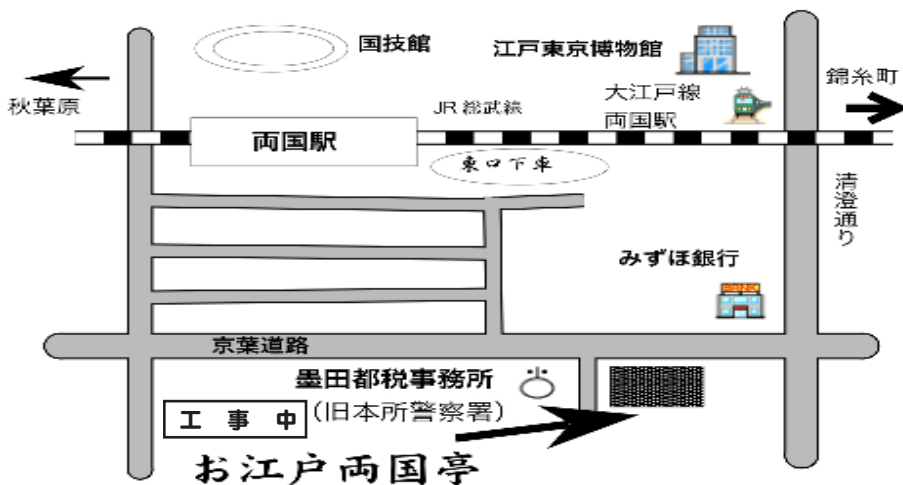 国技館
江戸東京博物館
錦糸町
秋葉原
JR 総武線
大江戸線
両国駅
両国駅
東口下車
清澄通り
みずほ銀行
BANK
京葉道路
墨田都税事務所
工事中
(旧本所警察署)
お江戸両国亭